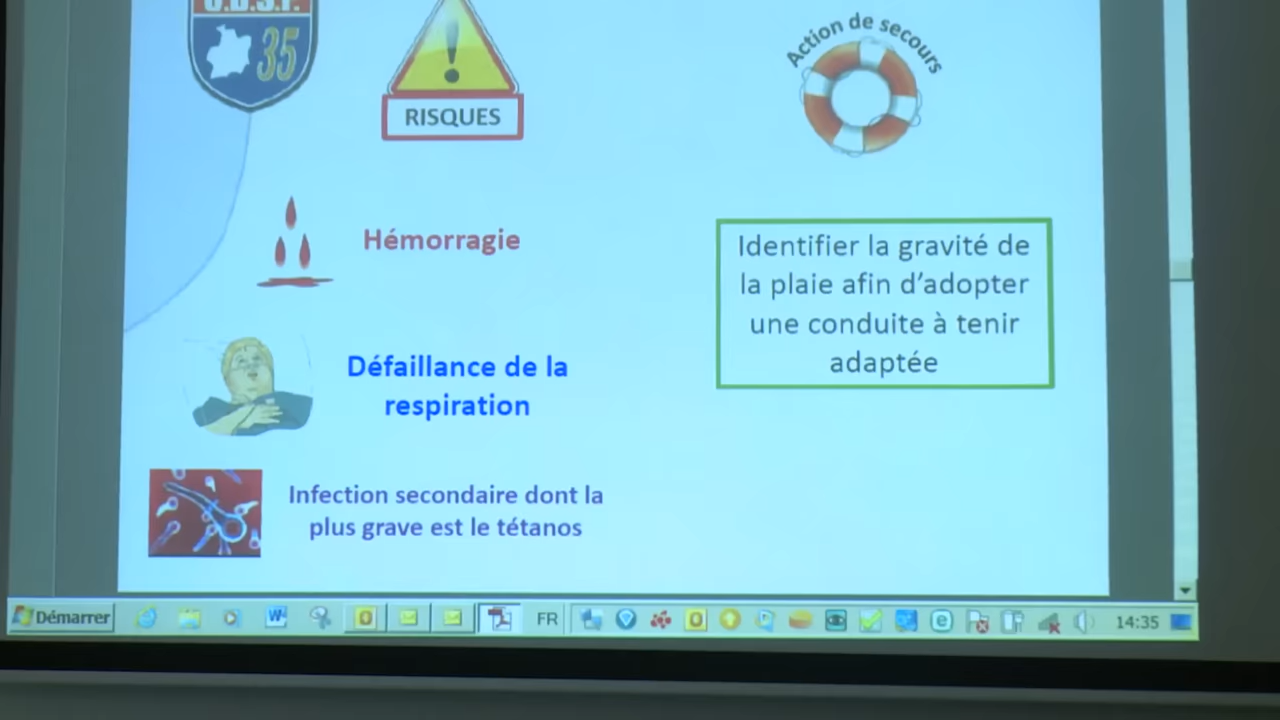 35
RISQUES
Action de secours
Hémorragie
Identifier la gravité de
la plaie afin d'adopter
une conduite à tenir
adaptée
Défaillance de la
respiration
Infection secondaire dont la
plus grave est le tétanos
Démarrer
FR
14:35